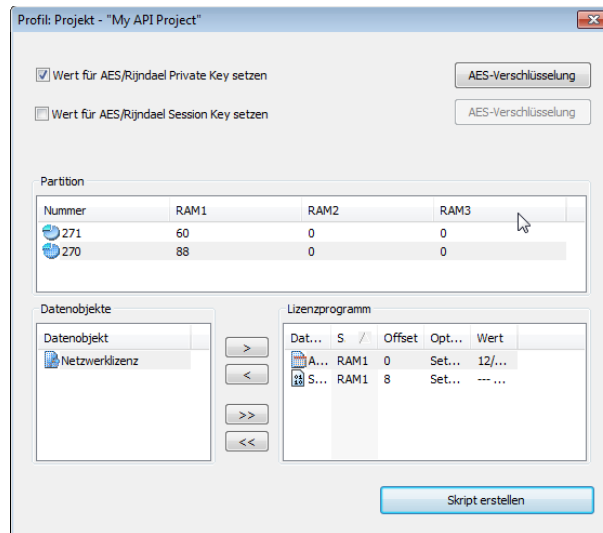 Profil: Projekt - "My API Project"
Wert für AES/Rijndael Private Key setzen
AES-Verschlüsselung
Wert für AES/Rijndael Session Key setzen
AES-Verschlüsselung
Partition
Nummer RAM1 RAM2 RAM3
271 60 0 0
270 88 0 0
Datenobjekte
Datenobjekt
Netzwerklizenz
>
<
>>
<<
Lizenzprogramm
Dat... S Offset Opt... Wert
A... RAM1 0 Set... 12/...
S... RAM1 8 Set... --- ...
Skript erstellen